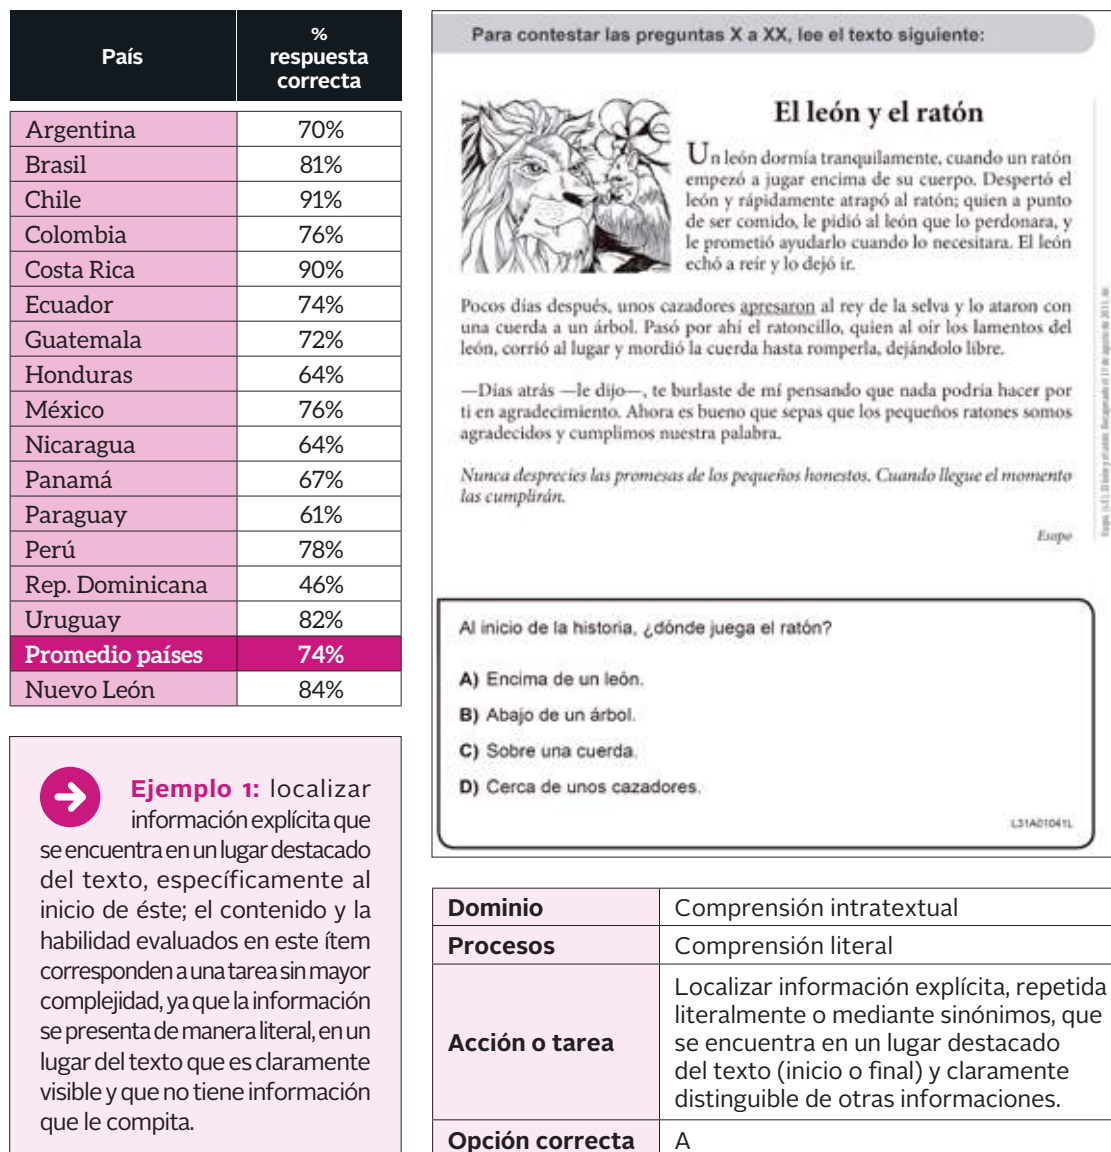 País
%
respuesta
correcta
Argentina 70%
Brasil 81%
Chile 91%
Colombia 76%
Costa Rica 90%
Ecuador 74%
Guatemala 72%
Honduras 64%
México 76%
Nicaragua 64%
Panamá 67%
Paraguay 61%
Perú 78%
Rep. Dominicana 46%
Uruguay 82%
Promedio países 74%
Nuevo León 84%
Ejemplo 1: localizar
información explícita que
se encuentra en un lugar destacado
del texto, específicamente al
inicio de éste; el contenido y la
habilidad evaluados en este ítem
corresponden a una tarea sin mayor
complejidad, ya que la información
se presenta de manera literal, en un
lugar del texto que es claramente
visible y que no tiene información
que le compita.
Para contestar las preguntas X a XX, lee el texto siguiente:
El león y el ratón
Un león dormía tranquilamente, cuando un ratón
empezó a jugar encima de su cuerpo. Despertó el
león y rápidamente atrapó al ratón; quien a punto
de ser comido, le pidió al león que lo perdonara, y
le prometió ayudarlo cuando lo necesitara. El león
echó a reír y lo dejó ir.
Pocos días después, unos cazadores apresaron al rey de la selva y lo ataron con
una cuerda a un árbol. Pasó por ahí el ratoncillo, quien al oír los lamentos del
león, corrió al lugar y mordió la cuerda hasta romperla, dejándolo libre.
—Días atrás —le dijo—, te burlaste de mí pensando que nada podría hacer por
ti en agradecimiento. Ahora es bueno que sepas que los pequeños ratones somos
agradecidos y cumplimos nuestra palabra.
Nunca desprecies las promesas de los pequeños honestos. Cuando llegue el momento
las cumplirán.
Esopo
Al inicio de la historia, ¿dónde juega el ratón?
A) Encima de un león.
B) Abajo de un árbol.
C) Sobre una cuerda.
D) Cerca de unos cazadores.
L31A01041L
Dominio Comprensión intratextual
Procesos Comprensión literal
Acción o tarea
Localizar información explícita, repetida
literalmente o mediante sinónimos, que
se encuentra en un lugar destacado
del texto (inicio o final) y claramente
distinguible de otras informaciones.
Opción correcta A